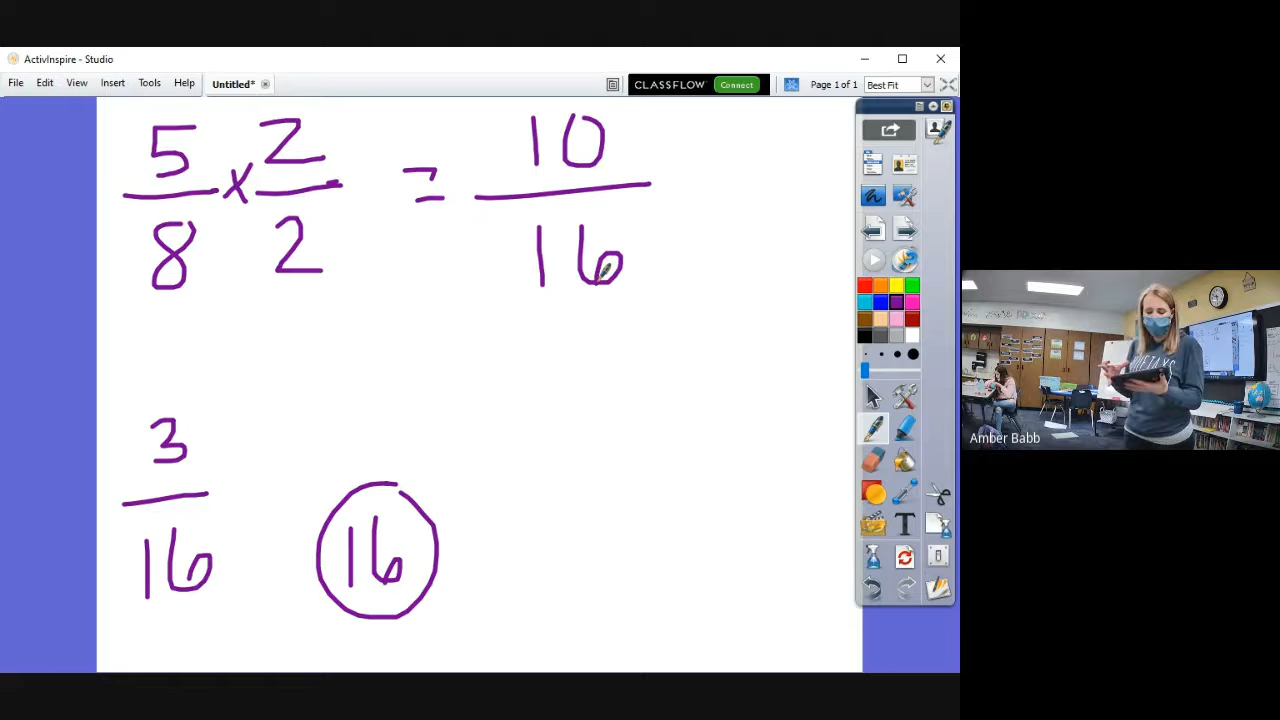 ActivInspire - Studio
File Edit View Insert Tools Help
Untitled*
CLASSFLOW Connect
Page 1 of 1
Best Fit
5/8 x 2/2 = 10/16
3/16
16
T
Amber Babb